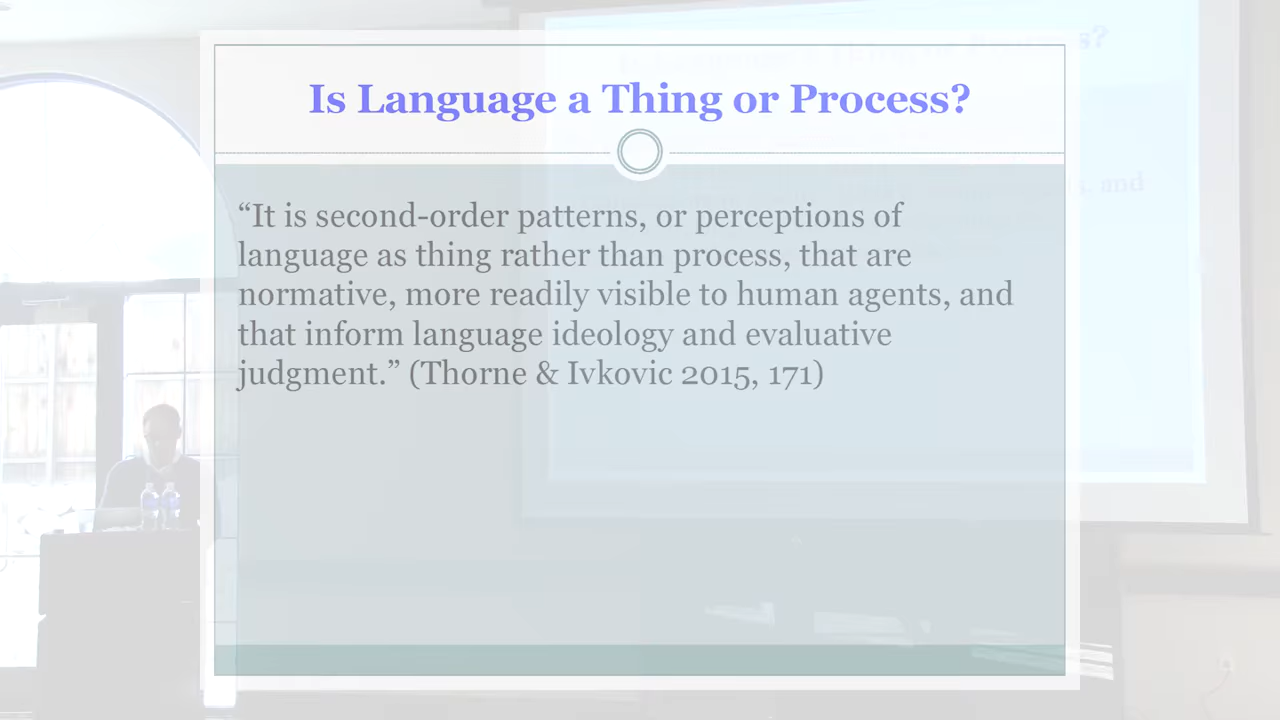 Is Language a Thing or Process?
“It is second-order patterns, or perceptions of
language as thing rather than process, that are
normative, more readily visible to human agents, and
that inform language ideology and evaluative
judgment.” (Thorne & Ivkovic 2015, 171)